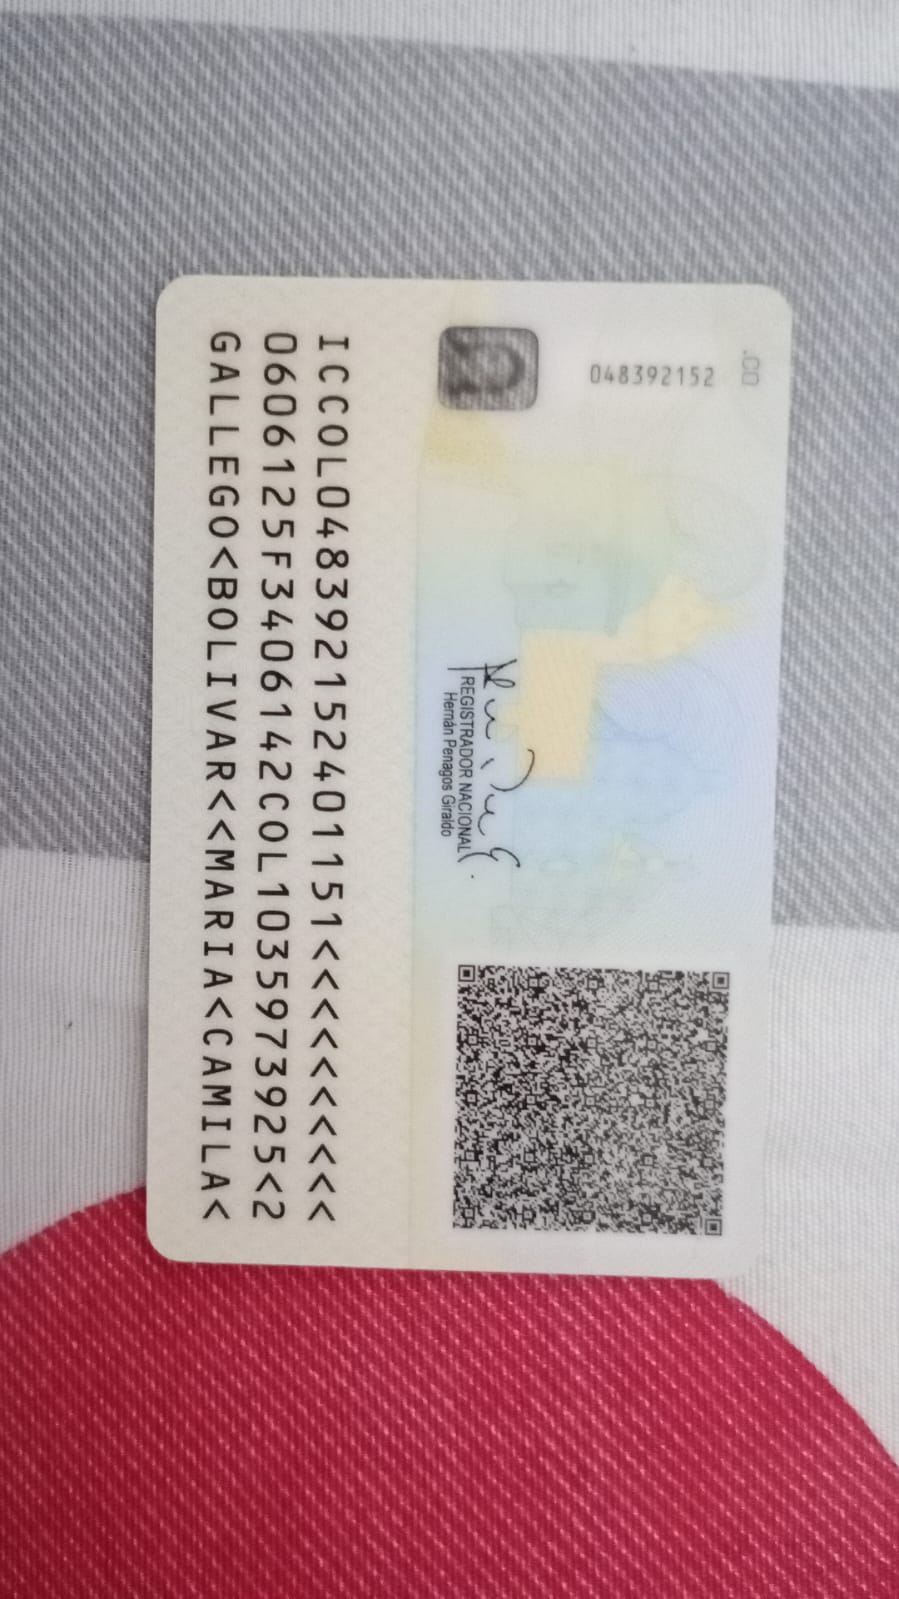 .CO
048392152
REGISTRADOR NACIONAL
Hernán Penagos Giraldo
ICCOL048392152401151<<<<<<<<<<
0606125F3406142COL1035973925<2
GALLEGO<BOLIVAR<<MARIA<CAMILA<